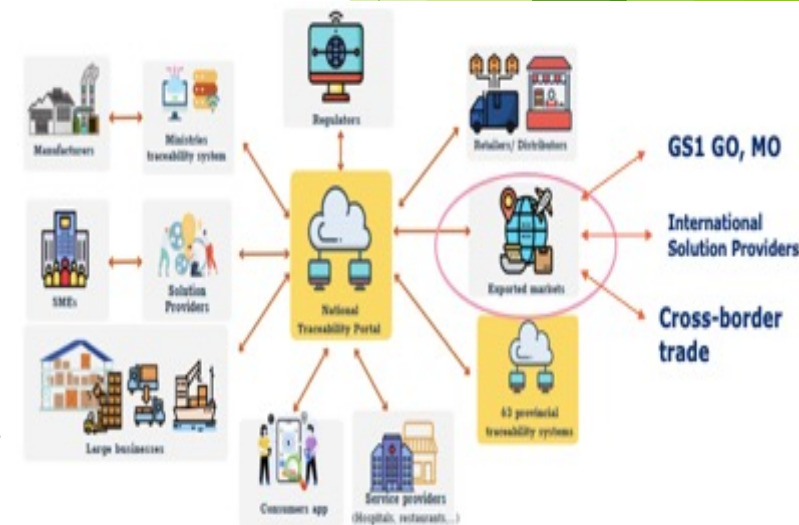 Regulators
Manufacturers
Ministries
traceability system
Retailers/ Distributors
GS1 GO, MO
International
Solution Providers
Cross-border
trade
SMEs
Solution
Providers
National
Traceability Portal
Exported markets
63 provincial
traceability systems
Large businesses
Consumers app
Service providers
(Hospitals, restaurants...)